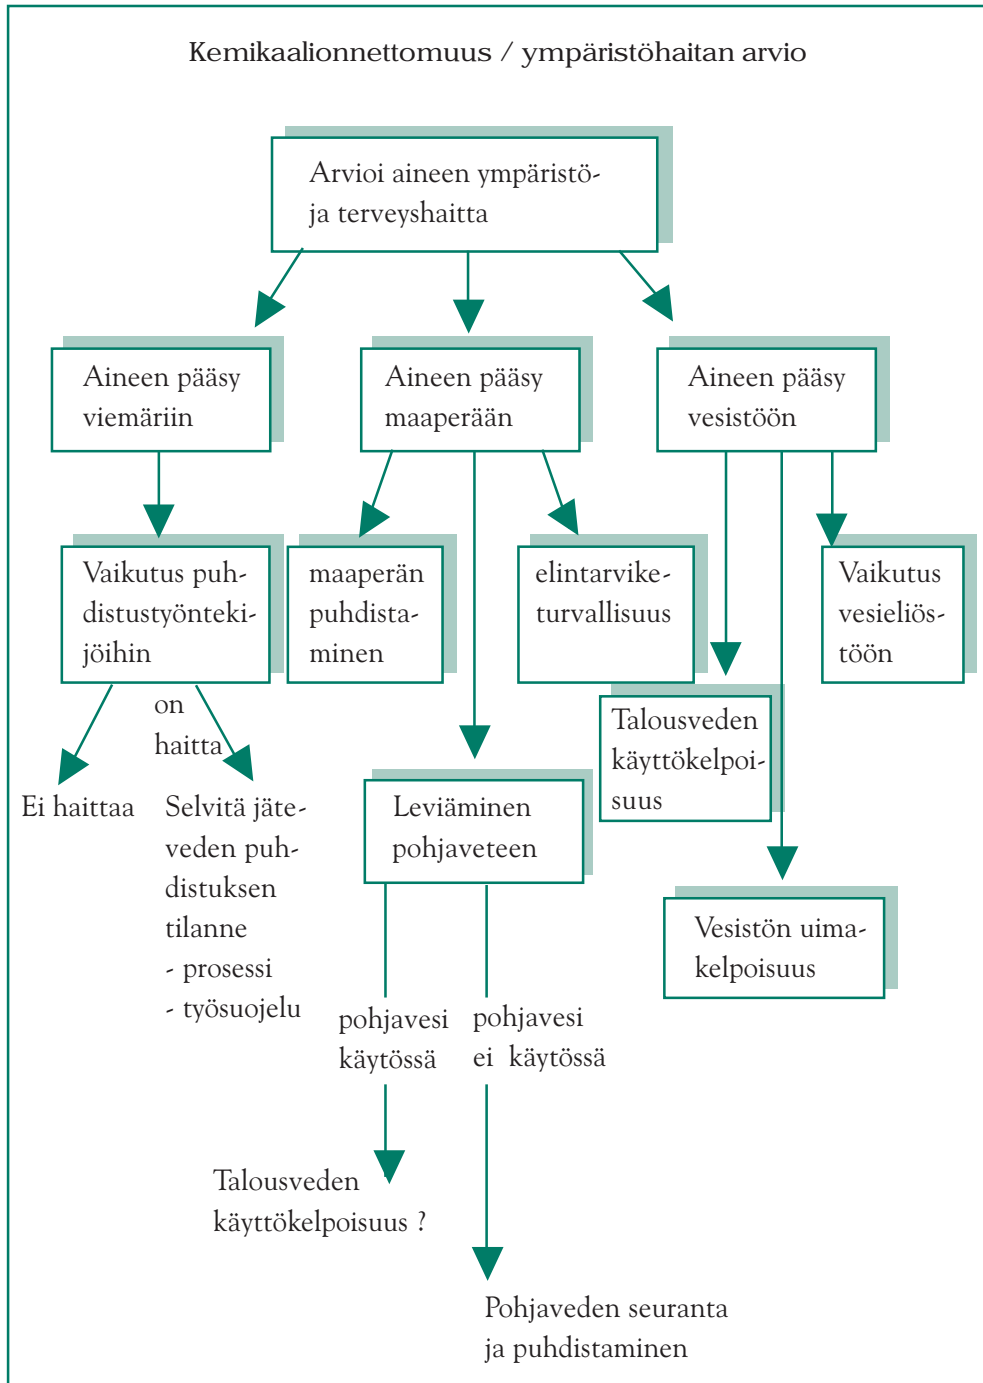 Kemikaalionnettomuus / ympäristöhaitan arvio
Arvioi aineen ympäristö-
ja terveyshaitta
Aineen pääsy
viemäriin
Aineen pääsy
maaperään
Aineen pääsy
vesistöön
Vaikutus puh-
distustyönteki-
jöihin
maaperän
puhdista-
minen
elintarvike-
turvallisuus
Vaikutus
vesieliös-
töön
on
haitta
Talousveden
käyttökelpoi-
suus
Ei haittaa
Selvitä jäte-
veden puh-
distuksen
tilanne
- prosessi
- työsuojelu
Leviäminen
pohjaveteen
Vesistön uima-
kelpoisuus
pohjavesi
käytössä
pohjavesi
ei käytössä
Talousveden
käyttökelpoisuus ?
Pohjaveden seuranta
ja puhdistaminen